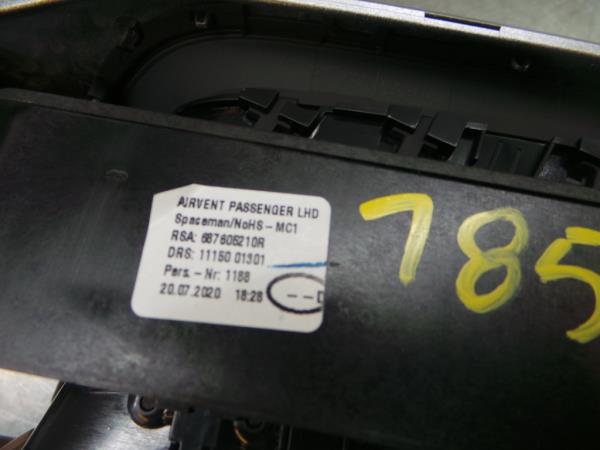 AIRVENT PASSENGER LHD
Spaceman/NoHS - MC1
RSA: 687606210R
DRS: 11150 01301
Pers. - Nr: 1188
20.07.2020 18:28
785